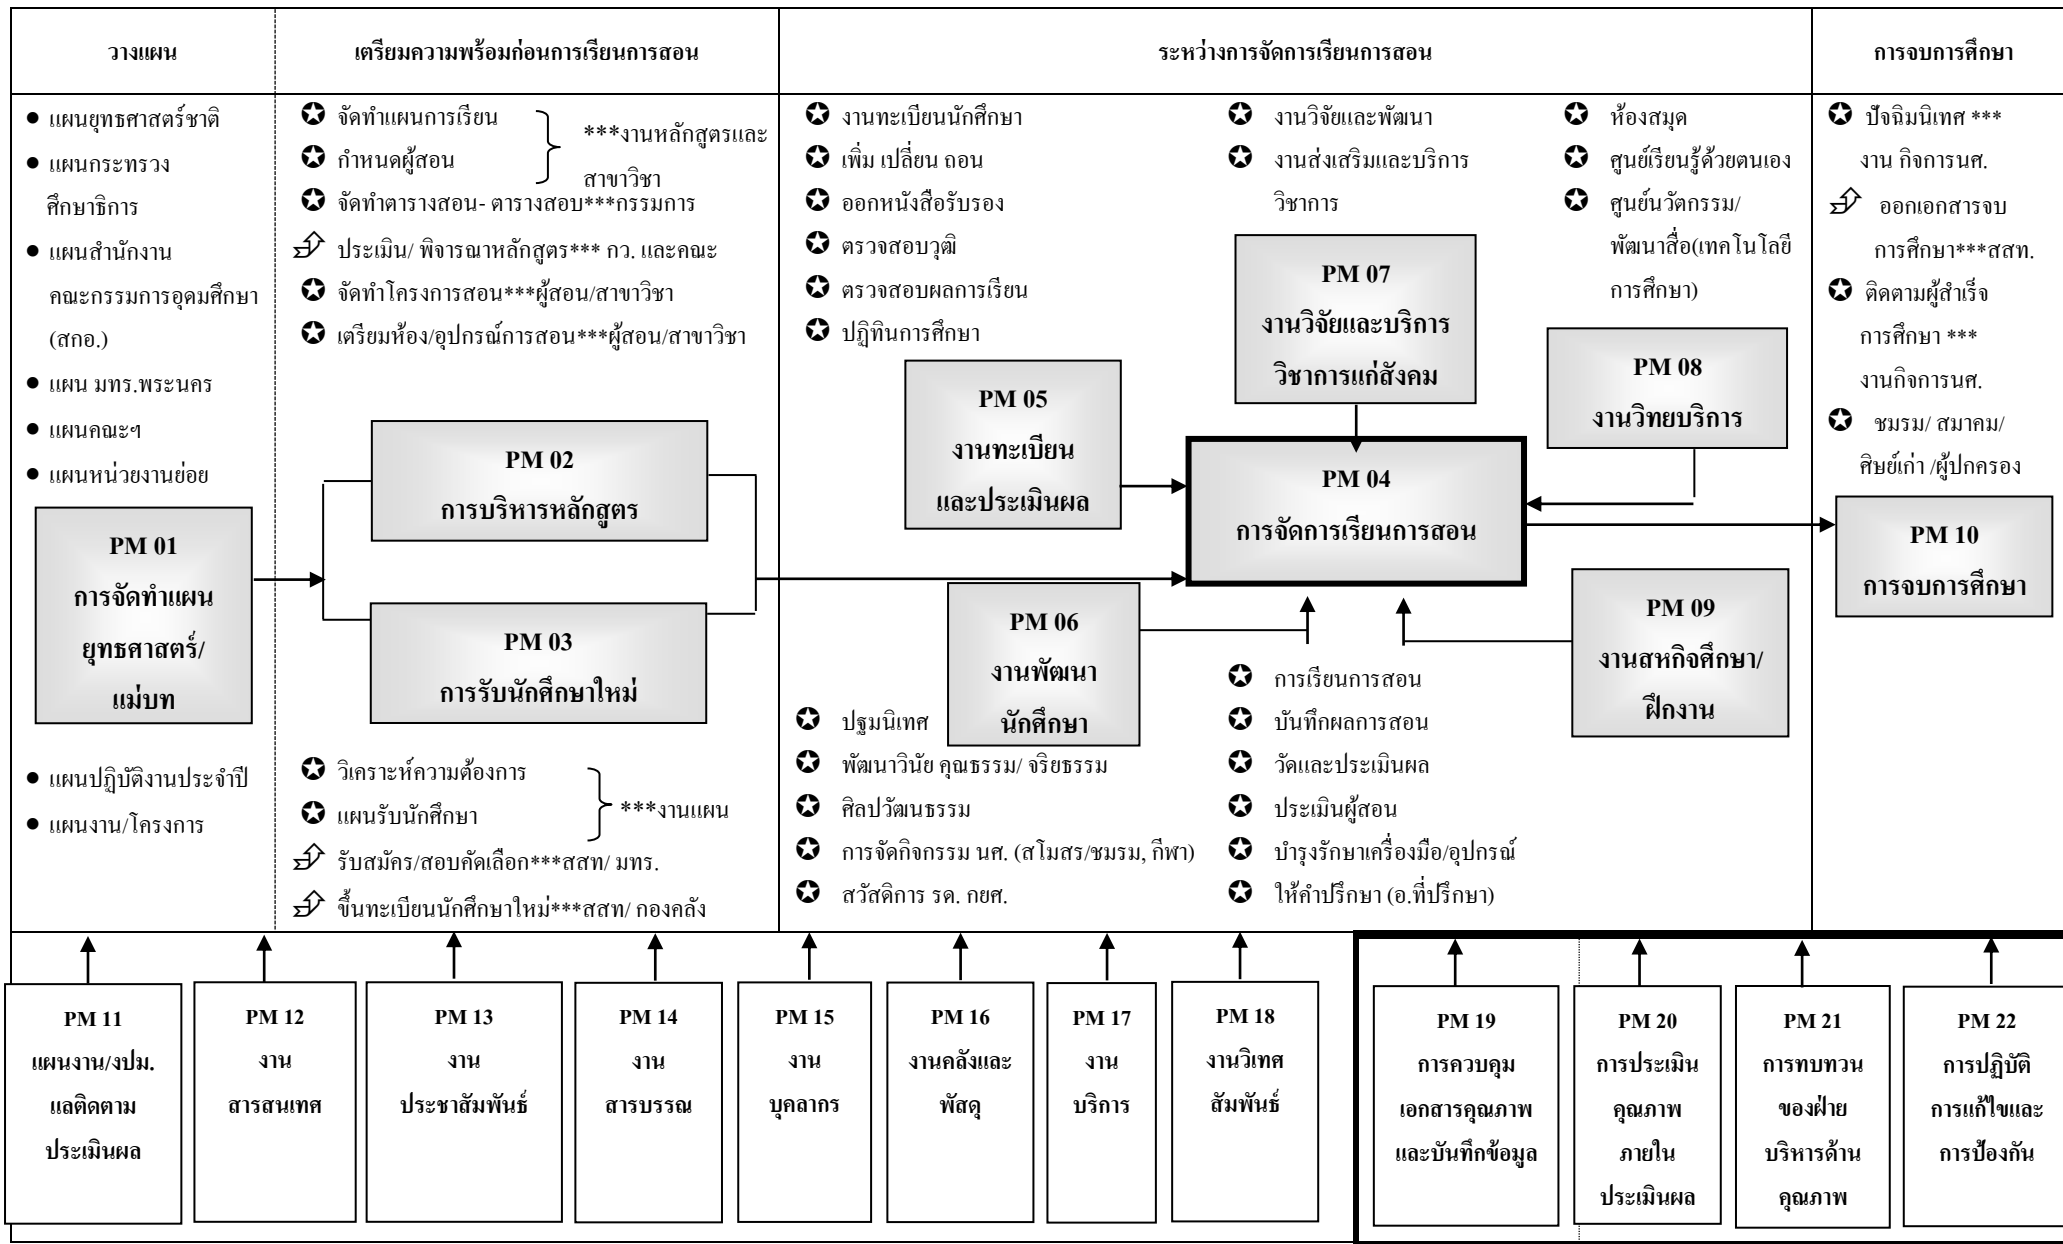 วางแผน
เตรียมความพร้อมก่อนการเรียนการสอน
ระหว่างการจัดการเรียนการสอน
การจบการศึกษา
แผนยุทธศาสตร์ชาติ
แผนกระทรวง
ศึกษาธิการ
แผนสำนักงาน
คณะกรรมการอุดมศึกษา
(สกอ.)
แผน มทร.พระนคร
แผนคณะฯ
แผนหน่วยงานย่อย
PM 01
การจัดทำแผน
ยุทธศาสตร์/
แม่บท
แผนปฏิบัติงานประจำปี
แผนงาน/โครงการ
จัดทำแผนการเรียน
กำหนดผู้สอน
***งานหลักสูตรและ
สาขาวิชา
จัดทำตารางสอน- ตารางสอบ***กรรมการ
ประเมิน/ พิจารณาหลักสูตร*** กว. และคณะ
จัดทำโครงการสอน***ผู้สอน/สาขาวิชา
เตรียมห้อง/อุปกรณ์การสอน***ผู้สอน/สาขาวิชา
PM 02
การบริหารหลักสูตร
PM 03
การรับนักศึกษาใหม่
วิเคราะห์ความต้องการ
แผนรับนักศึกษา
***งานแผน
รับสมัคร/สอบคัดเลือก***สสท/ มทร.
ขึ้นทะเบียนนักศึกษาใหม่***สสท/ กองคลัง
งานทะเบียนนักศึกษา
เพิ่ม เปลี่ยน ถอน
ออกหนังสือรับรอง
ตรวจสอบวุฒิ
ตรวจสอบผลการเรียน
ปฏิทินการศึกษา
งานวิจัยและพัฒนา
งานส่งเสริมและบริการ
วิชาการ
ห้องสมุด
ศูนย์เรียนรู้ด้วยตนเอง
ศูนย์นวัตกรรม/
พัฒนาสื่อ(เทคโนโลยี
การศึกษา)
PM 05
งานทะเบียน
และประเมินผล
PM 07
งานวิจัยและบริการ
วิชาการแก่สังคม
PM 08
งานวิทยบริการ
PM 04
การจัดการเรียนการสอน
PM 06
งานพัฒนา
นักศึกษา
PM 09
งานสหกิจศึกษา/
ฝึกงาน
ปฐมนิเทศ
พัฒนาวินัย คุณธรรม/ จริยธรรม
ศิลปวัฒนธรรม
การจัดกิจกรรม นศ. (สโมสร/ชมรม, กีฬา)
สวัสดิการ รด. กยศ.
การเรียนการสอน
บันทึกผลการสอน
วัดและประเมินผล
ประเมินผู้สอน
บำรุงรักษาเครื่องมือ/อุปกรณ์
ให้คำปรึกษา (อ.ที่ปรึกษา)
ปัจฉิมนิเทศ ***
งาน กิจการนศ.
ออกเอกสารจบ
การศึกษา***สสท.
ติดตามผู้สำเร็จ
การศึกษา ***
งานกิจการนศ.
ชมรม/ สมาคม/
ศิษย์เก่า /ผู้ปกครอง
PM 10
การจบการศึกษา
PM 11
แผนงาน/งปม.
แลติดตาม
ประเมินผล
PM 12
งาน
สารสนเทศ
PM 13
งาน
ประชาสัมพันธ์
PM 14
งาน
สารบรรณ
PM 15
งาน
บุคลากร
PM 16
งานคลังและ
พัสดุ
PM 17
งาน
บริการ
PM 18
งานวิเทศ
สัมพันธ์
PM 19
การควบคุม
เอกสารคุณภาพ
และบันทึกข้อมูล
PM 20
การประเมิน
คุณภาพ
ภายใน
ประเมินผล
PM 21
การทบทวน
ของฝ่าย
บริหารด้าน
คุณภาพ
PM 22
การปฏิบัติ
การแก้ไขและ
การป้องกัน